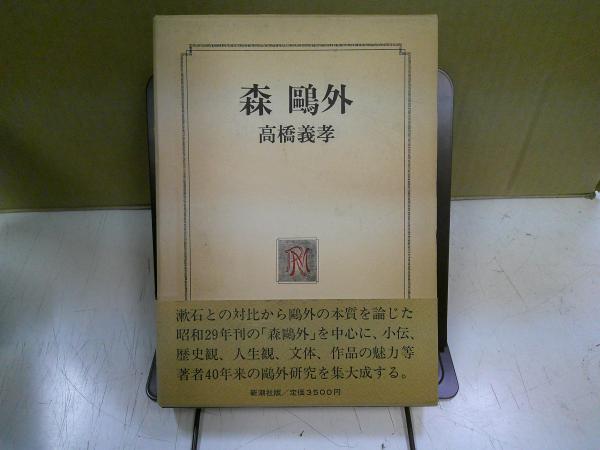 森 鷗外
高橋義孝
漱石との対比から鷗外の本質を論じた
昭和29年刊の「森鷗外」を中心に、小伝、
歴史観、人生観、文体、作品の魅力等
著者40年来の鷗外研究を集大成する。
新潮社版/定価3500円